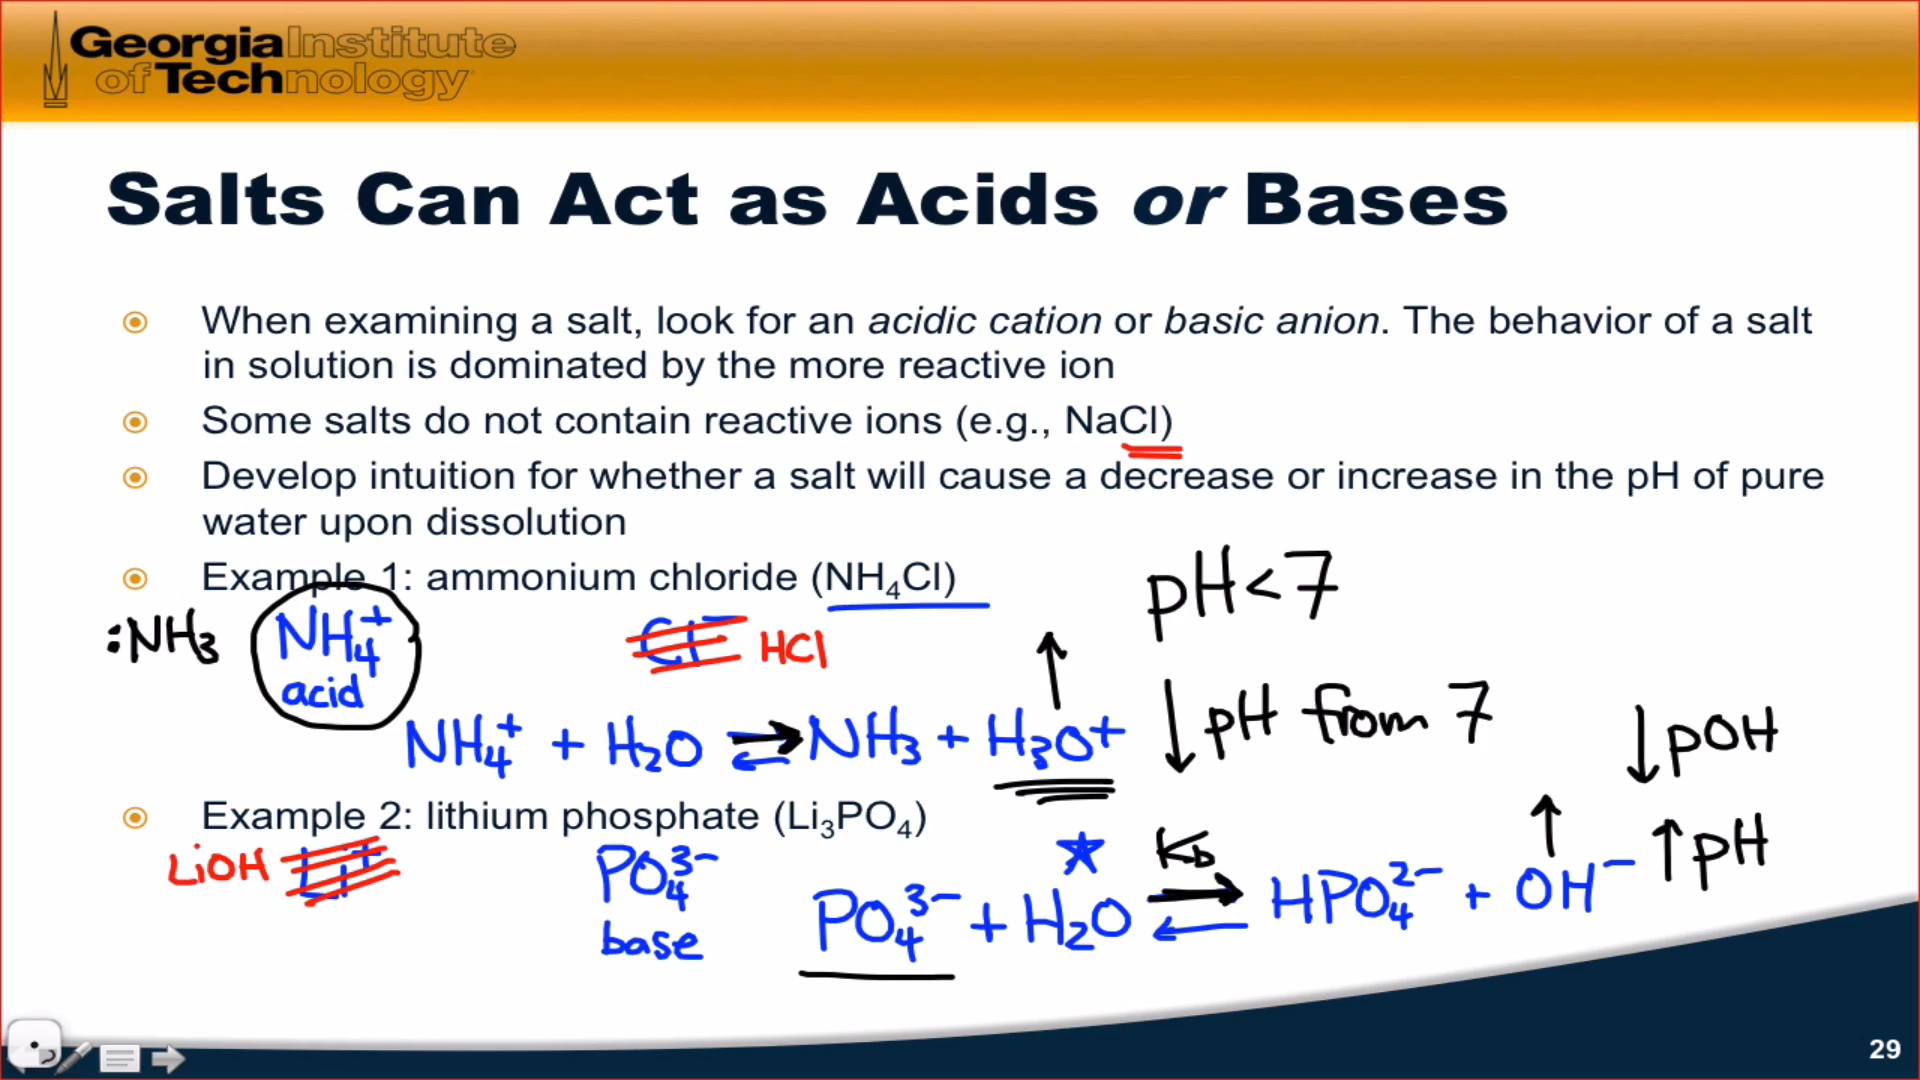 Georgia Institute
of Technology
Salts Can Act as Acids or Bases
When examining a salt, look for an acidic cation or basic anion. The behavior of a salt
in solution is dominated by the more reactive ion
Some salts do not contain reactive ions (e.g., NaCl)
Develop intuition for whether a salt will cause a decrease or increase in the pH of pure
water upon dissolution
Example 1: ammonium chloride (NH₄Cl)
pH < 7
:NH₃ NH₄⁺ Cl⁻ HCl
acid
NH₄⁺ + H₂O ⇌ NH₃ + H₃O⁺ ↑ ↓pH from 7
↓pOH
Example 2: lithium phosphate (Li₃PO₄)
↑pH
LiOH Li⁺ PO₄³⁻ Kb
PO₄³⁻ + H₂O ⇌ HPO₄²⁻ + OH⁻ ↑
base
29